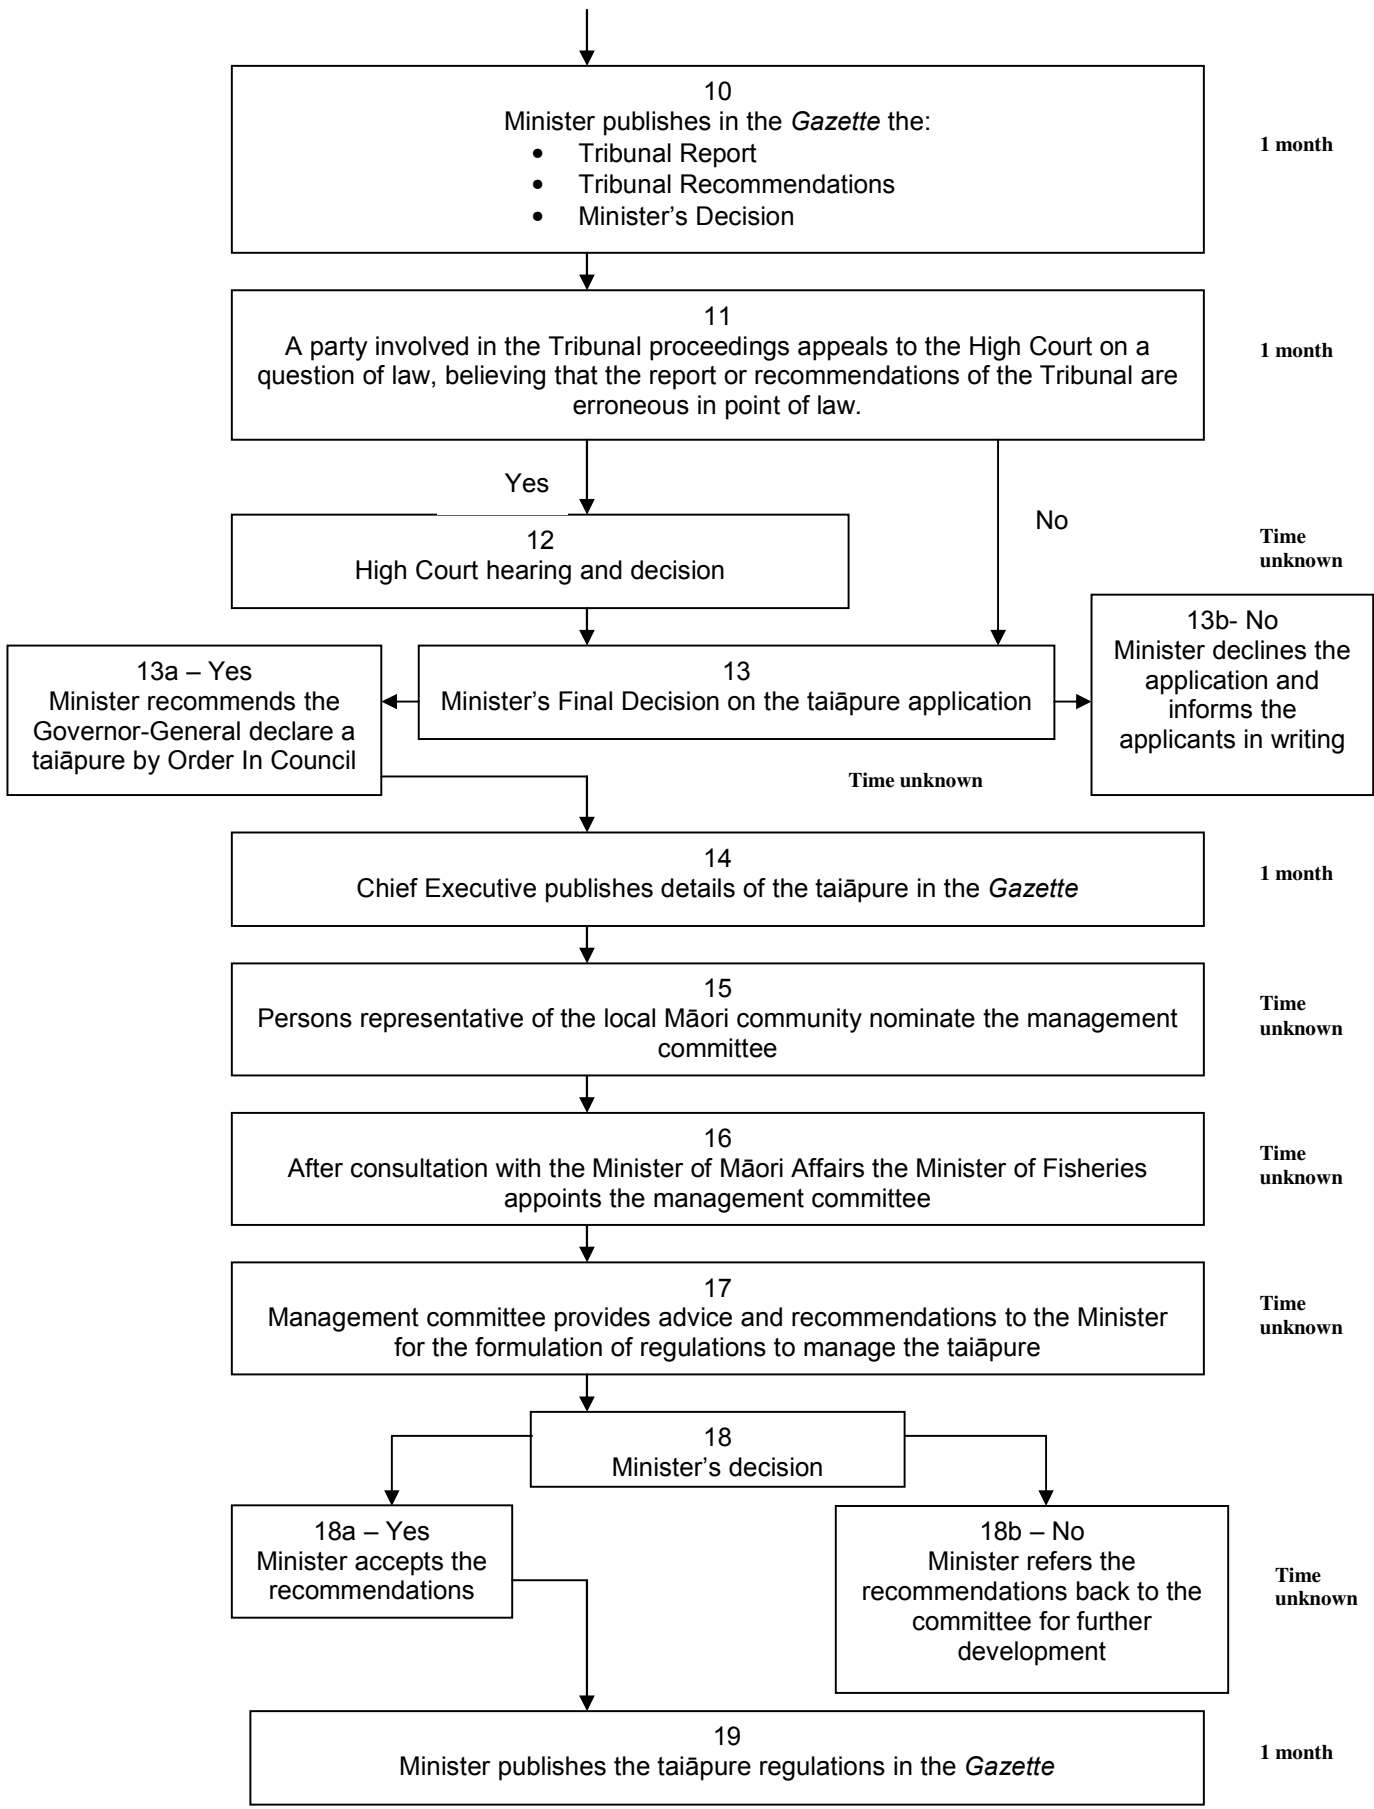 10
Minister publishes in the Gazette the:
• Tribunal Report
• Tribunal Recommendations
• Minister’s Decision
1 month
11
A party involved in the Tribunal proceedings appeals to the High Court on a
question of law, believing that the report or recommendations of the Tribunal are
erroneous in point of law.
1 month
Yes
No
12
High Court hearing and decision
Time
unknown
13a – Yes
Minister recommends the
Governor-General declare a
taiāpure by Order In Council
13
Minister’s Final Decision on the taiāpure application
13b- No
Minister declines the
application and
informs the
applicants in writing
Time unknown
14
Chief Executive publishes details of the taiāpure in the Gazette
1 month
15
Persons representative of the local Māori community nominate the management
committee
Time
unknown
16
After consultation with the Minister of Māori Affairs the Minister of Fisheries
appoints the management committee
Time
unknown
17
Management committee provides advice and recommendations to the Minister
for the formulation of regulations to manage the taiāpure
Time
unknown
18
Minister’s decision
18a – Yes
Minister accepts the
recommendations
18b – No
Minister refers the
recommendations back to the
committee for further
development
Time
unknown
19
Minister publishes the taiāpure regulations in the Gazette
1 month